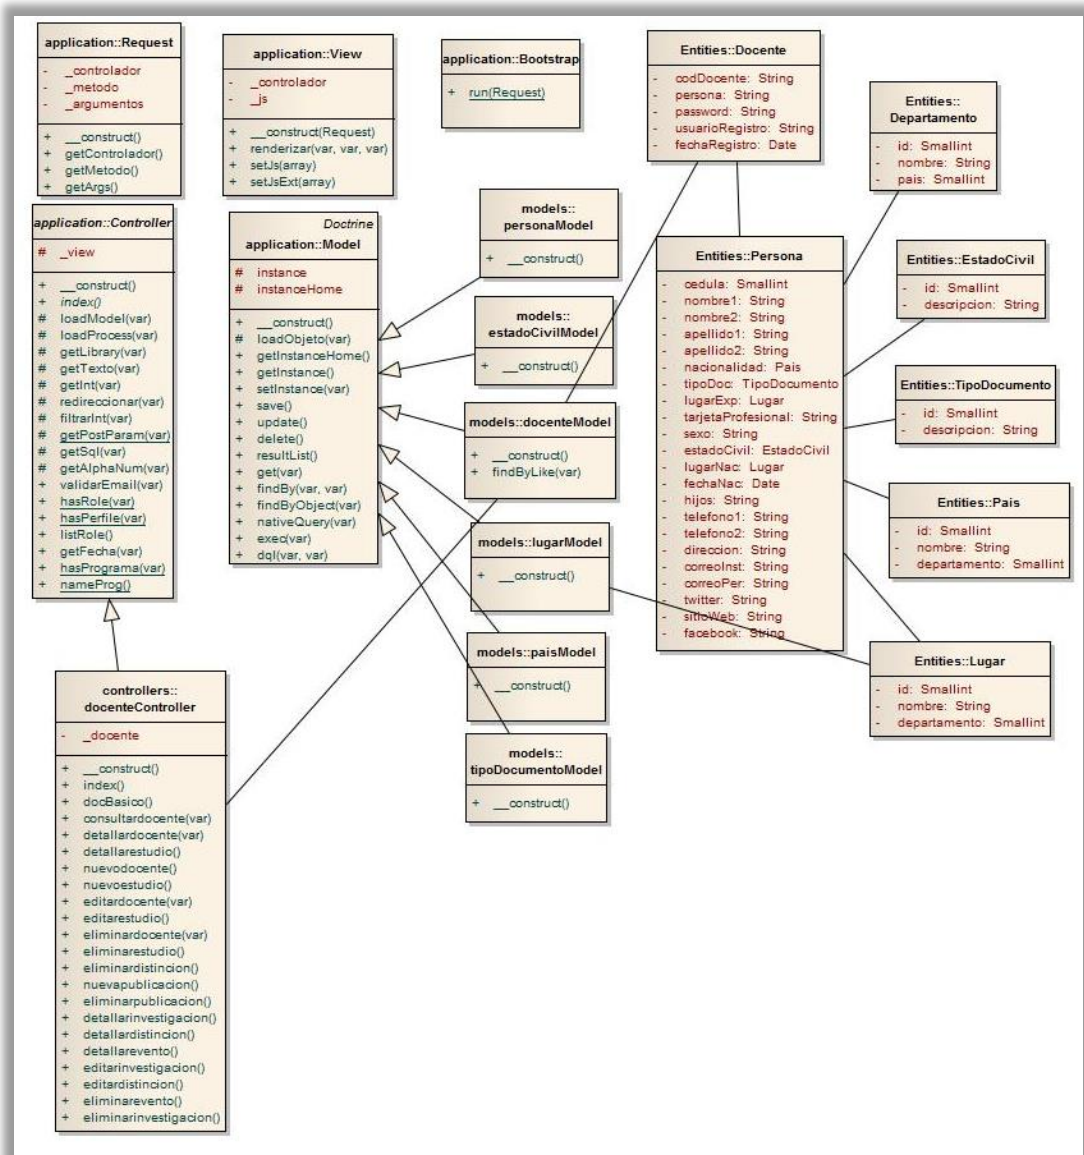 application::Request
- _controlador
- _metodo
- _argumentos
+ __construct()
+ getControlador()
+ getMetodo()
+ getArgs()
application::View
- _controlador
- _js
+ __construct(Request)
+ renderizar(var, var, var)
+ setJs(array)
+ setJsExt(array)
application::Bootstrap
+ run(Request)
Entities::Docente
- codDocente: String
- persona: String
- password: String
- usuarioRegistro: String
- fechaRegistro: Date
Entities::
Departamento
- id: Smallint
- nombre: String
- pais: Smallint
application::Controller
# _view
+ __construct()
+ index()
# loadModel(var)
# loadProcess(var)
# getLibrary(var)
# getTexto(var)
# getInt(var)
# redireccionar(var)
# filtrarInt(var)
# getPostParam(var)
# getSql(var)
# getAlphaNum(var)
+ validarEmail(var)
+ hasRole(var)
+ hasPerfile(var)
+ listRole()
+ getFecha(var)
+ hasPrograma(var)
+ nameProg()
Doctrine
application::Model
# instance
# instanceHome
+ __construct()
# loadObjeto(var)
+ getInstanceHome()
+ getInstance()
+ setInstance(var)
+ save()
+ update()
+ delete()
+ resultList()
+ get(var)
+ findBy(var, var)
+ findByObject(var)
+ nativeQuery(var)
+ exec(var)
+ dql(var, var)
models::
personaModel
+ __construct()
models::
estadoCivilModel
+ __construct()
models::docenteModel
+ __construct()
+ findByLike(var)
models::lugarModel
+ __construct()
models::paisModel
+ __construct()
models::
tipoDocumentoModel
+ __construct()
Entities::Persona
- cedula: Smallint
- nombre1: String
- nombre2: String
- apellido1: String
- apellido2: String
- nacionalidad: Pais
- tipoDoc: TipoDocumento
- lugarExp: Lugar
- tarjetaProfesional: String
- sexo: String
- estadoCivil: EstadoCivil
- lugarNac: Lugar
- fechaNac: Date
- hijos: String
- telefono1: String
- telefono2: String
- direccion: String
- correoInst: String
- correoPer: String
- twitter: String
- sitioWeb: String
- facebook: String
Entities::EstadoCivil
- id: Smallint
- descripcion: String
Entities::TipoDocumento
- id: Smallint
- descripcion: String
Entities::Pais
- id: Smallint
- nombre: String
- departamento: Smallint
Entities::Lugar
- id: Smallint
- nombre: String
- departamento: Smallint
controllers::
docenteController
- _docente
+ __construct()
+ index()
+ docBasico()
+ consultardocente(var)
+ detallardocente(var)
+ detallarestudio()
+ nuevodocente()
+ nuevoestudio()
+ editardocente(var)
+ editarestudio()
+ eliminardocente(var)
+ eliminarestudio()
+ eliminardistincion()
+ nuevapublicacion()
+ eliminarpublicacion()
+ detallarinvestigacion()
+ detallardistincion()
+ detallarevento()
+ editarinvestigacion()
+ editardistincion()
+ eliminarevento()
+ eliminarinvestigacion()